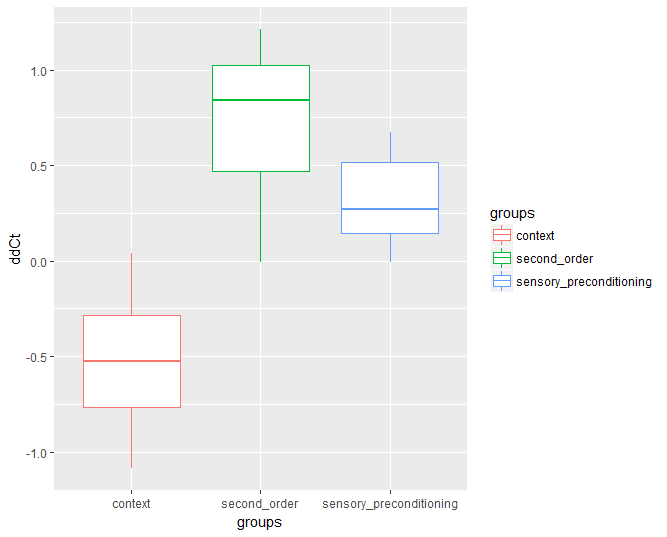 1.0
0.5
0.0
-0.5
-1.0
ddCt
context
second_order
sensory_preconditioning
groups
groups
context
second_order
sensory_preconditioning